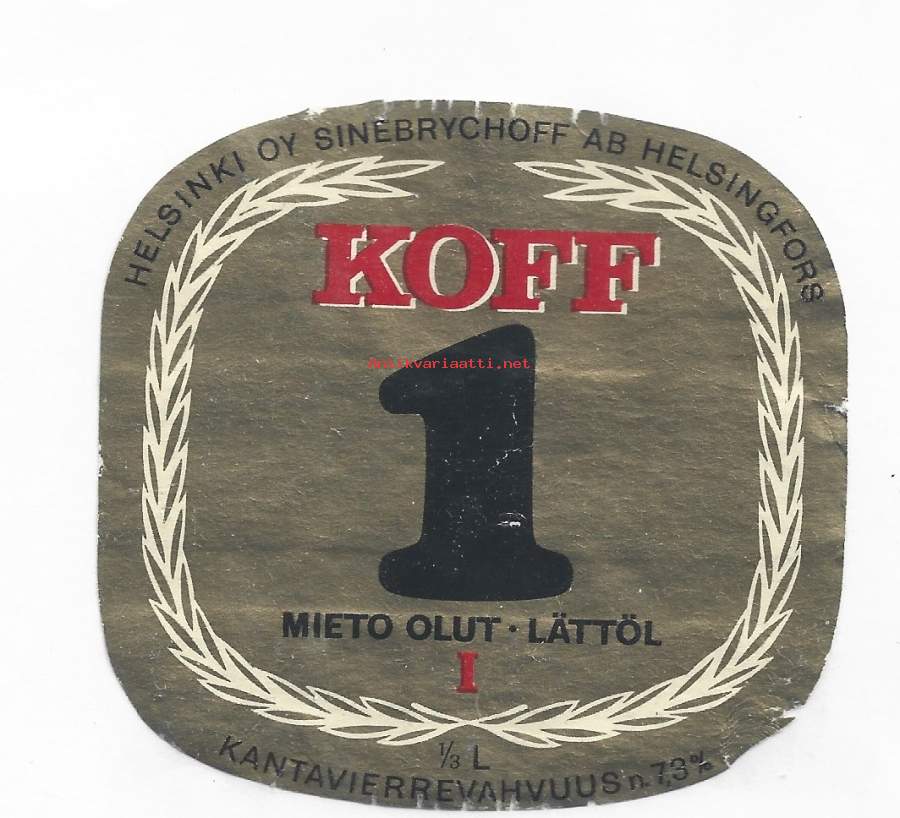 HELSINKI OY SINEBRYCHOFF AB HELSINGFORS
KOFF
1
Antikvariaatti.net
MIETO OLUT · LÄTTÖL
I
⅓ L
KANTAVIERREVAHVUUS n. 7,3%